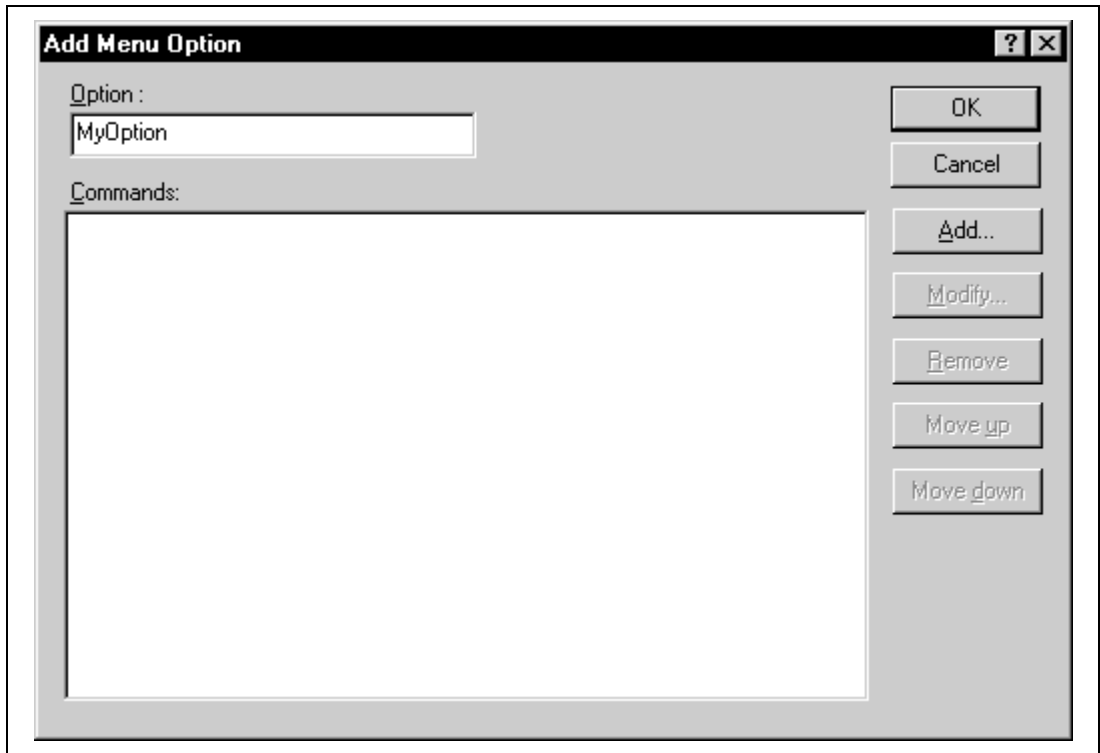 Add Menu Option
Option :
MyOption
Commands:
OK
Cancel
Add...
Modify...
Remove
Move up
Move down